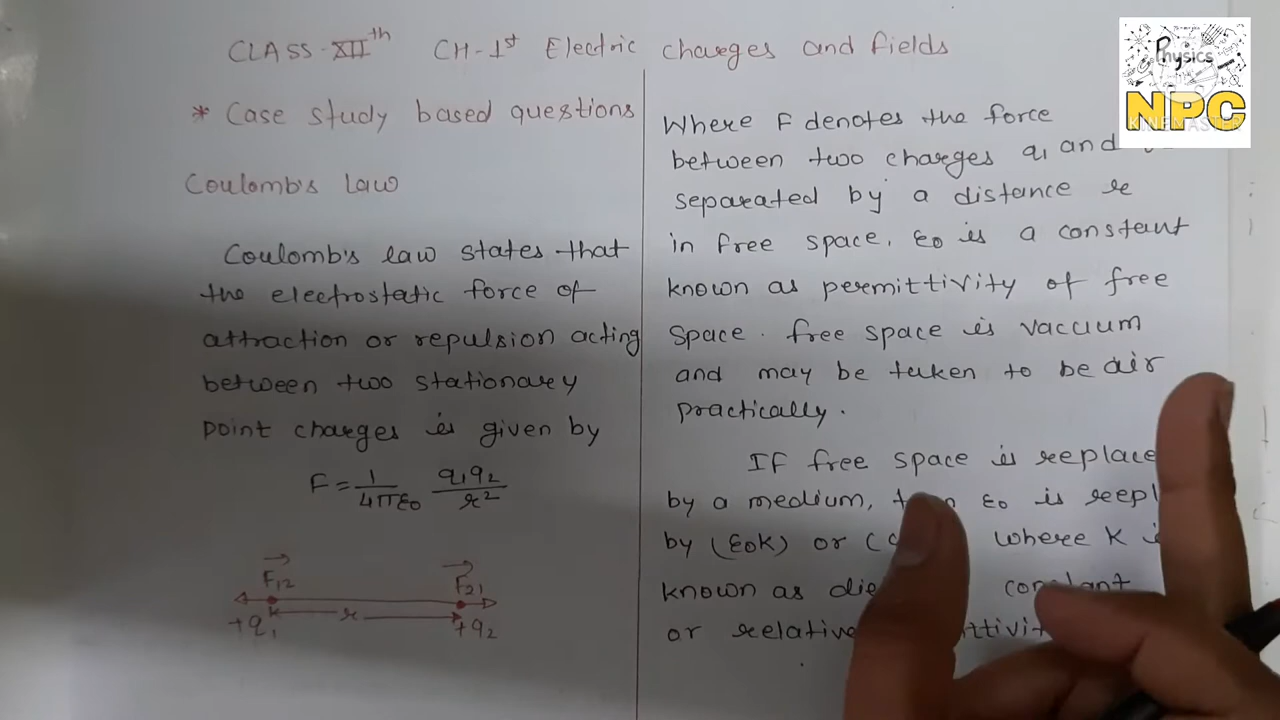 CLASS-XIIth CH-1st Electric charges and fields
* Case study based questions
Coulomb's law
Coulomb's law states that
the electrostatic force of
attraction or repulsion acting
between two stationary
point charges is given by
F = 1/4πε0 q1q2/r2
F12 F21
r
+q1 +q2
Where F denotes the force
between two charges q1 and
separated by a distance r
in free space, ε0 is a constant
known as permittivity of free
space. free space is vaccium
and may be taken to be air
practically.
If free space is replace
by a medium, ε0 is repl
by (ε0k) or where k
known as
or relative
Physics
NPC
KINEMASTER